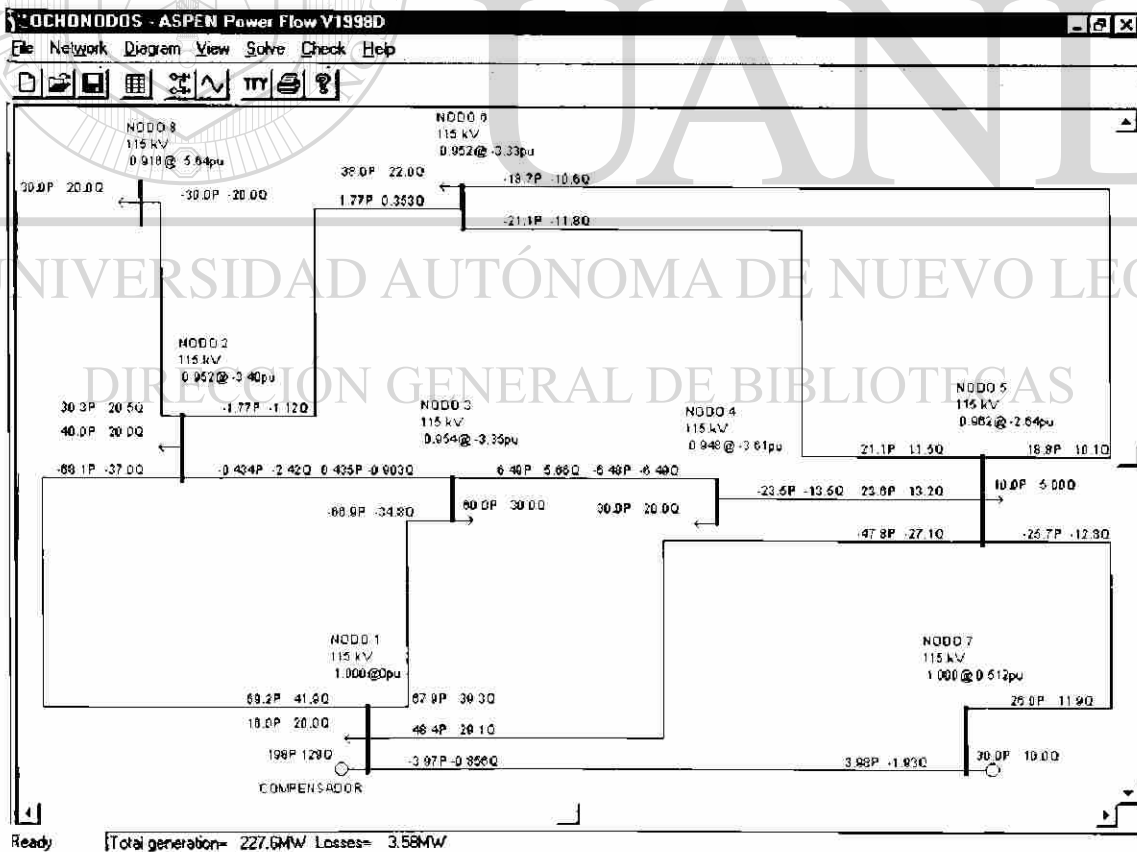 OCHONODOS - ASPEN Power Flow V1998D
File Network Diagram View Solve Check Help
TTY
UANL
NODO 8
115 kV
0.918@ -5.64pu
NODO 6
115 kV
0.952@ -3.33pu
30.0P 20.0Q
-30.0P -20.0Q
38.0P 22.0Q
1.77P 0.353Q
-18.7P -10.6Q
-21.1P -11.8Q
UNIVERSIDAD AUTÓNOMA DE NUEVO LEÓ
DIRECCIÓN GENERAL DE BIBLIOTECAS
NODO 2
115 kV
0.952@ -3.40pu
30.3P 20.5Q
40.0P 20.0Q
-1.77P -1.12Q
NODO 3
115 kV
0.954@ -3.35pu
NODO 4
115 kV
0.948@ -3.61pu
NODO 5
115 kV
0.962@ -2.64pu
21.1P 11.5Q
18.8P 10.1Q
-68.1P -37.0Q
-0.434P -2.42Q
0.435P -0.903Q
6.49P 5.66Q
-6.48P -6.49Q
-66.9P -34.8Q
60.0P 30.0Q
30.0P 20.0Q
-23.5P -13.5Q
23.6P 13.2Q
10.0P 5.00Q
-47.8P -27.1Q
-25.7P -12.8Q
NODO 1
115 kV
1.000@0pu
NODO 7
115 kV
1.000@ 0.512pu
69.2P 41.9Q
67.9P 39.3Q
26.0P 11.9Q
18.0P 20.0Q
48.4P 29.1Q
198P 129Q
-3.97P -0.856Q
3.98P -1.93Q
30.0P 10.0Q
COMPENSADOR
Ready
Total generation= 227.6MW Losses= 3.58MW